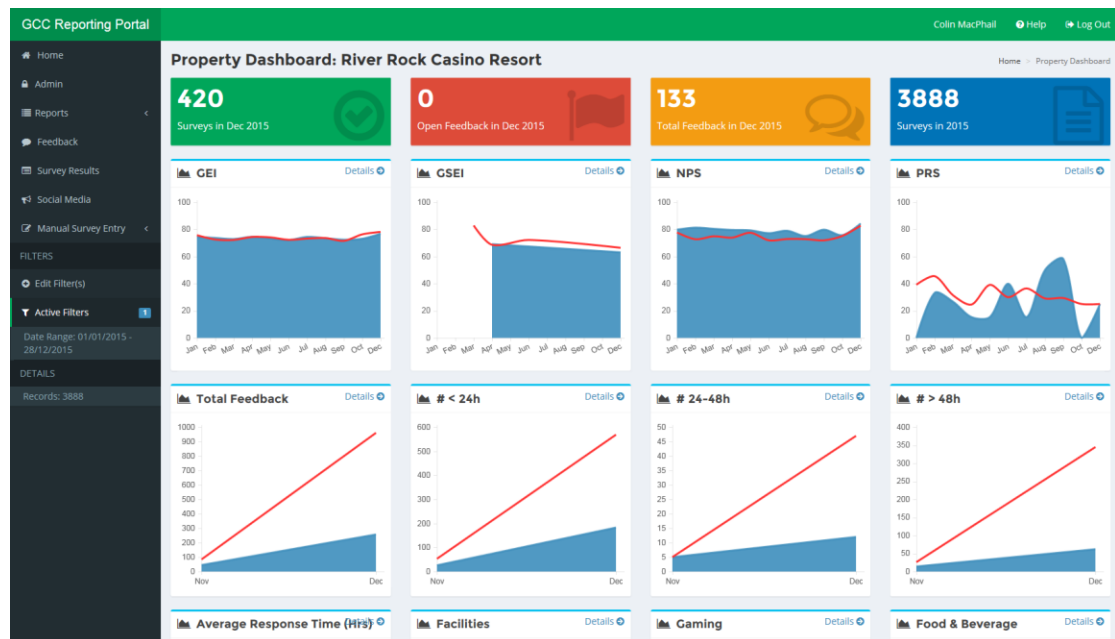 GCC Reporting Portal
Colin MacPhail
Help
Log Out
Home
Admin
Reports
Feedback
Survey Results
Social Media
Manual Survey Entry
FILTERS
Edit Filter(s)
Active Filters 1
Date Range: 01/01/2015 -
28/12/2015
DETAILS
Records: 3888
Property Dashboard: River Rock Casino Resort
Home > Property Dashboard
420
Surveys in Dec 2015
0
Open Feedback in Dec 2015
133
Total Feedback in Dec 2015
3888
Surveys in 2015
GEI Details
100
80
60
40
20
0
Jan Feb Mar Apr May Jun Jul Aug Sep Oct Dec
GSEI Details
100
80
60
40
20
0
Jan Feb Mar Apr May Jun Jul Aug Sep Oct Dec
NPS Details
100
80
60
40
20
0
Jan Feb Mar Apr May Jun Jul Aug Sep Oct Dec
PRS Details
100
80
60
40
20
0
Jan Feb Mar Apr May Jun Jul Aug Sep Oct Dec
Total Feedback Details
1000
900
800
700
600
500
400
300
200
100
0
Nov Dec
# < 24h Details
600
500
400
300
200
100
0
Nov Dec
# 24-48h Details
50
45
40
35
30
25
20
15
10
5
0
Nov Dec
# > 48h Details
400
350
300
250
200
150
100
50
0
Nov Dec
Average Response Time (Hrs) Details
Facilities Details
Gaming Details
Food & Beverage Details